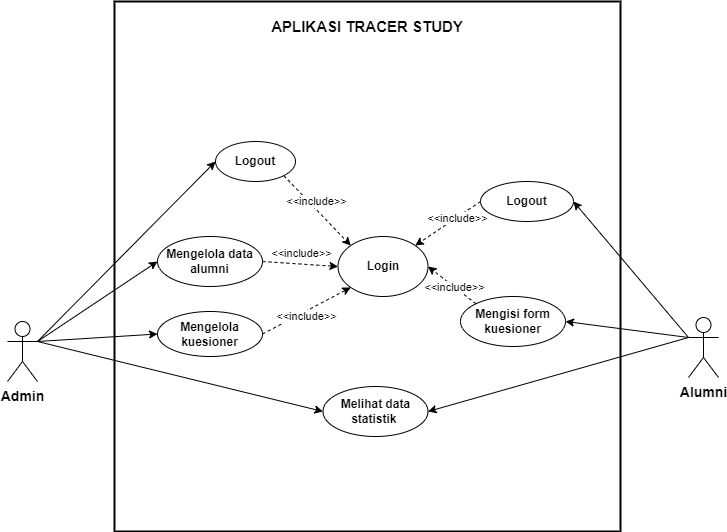 APLIKASI TRACER STUDY
Logout
<<include>>
Logout
<<include>>
Mengelola data
alumni
<<include>>
Login
<<include>>
Mengelola
kuesioner
<<include>>
Mengisi form
kuesioner
Admin
Alumni
Melihat data
statistik